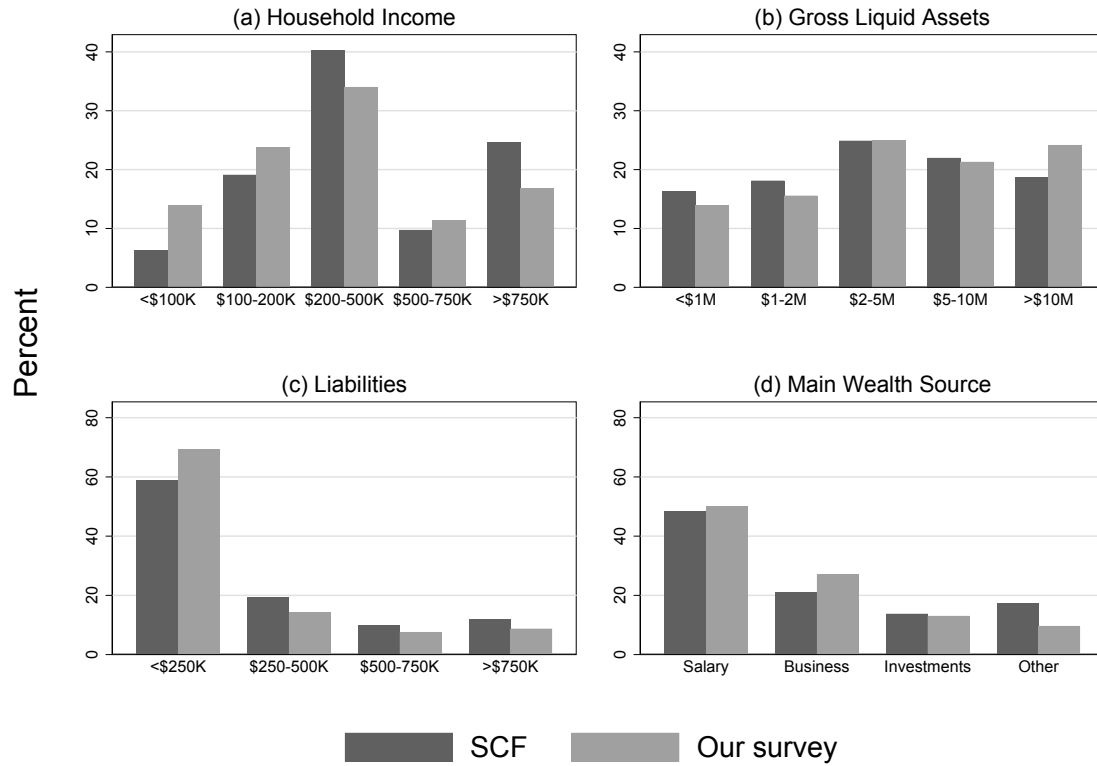 (a) Household Income
40
30
20
10
0
<$100K $100-200K $200-500K $500-750K >$750K
(b) Gross Liquid Assets
40
30
20
10
0
<$1M $1-2M $2-5M $5-10M >$10M
Percent
(c) Liabilities
80
60
40
20
0
<$250K $250-500K $500-750K >$750K
(d) Main Wealth Source
80
60
40
20
0
Salary Business Investments Other
SCF Our survey